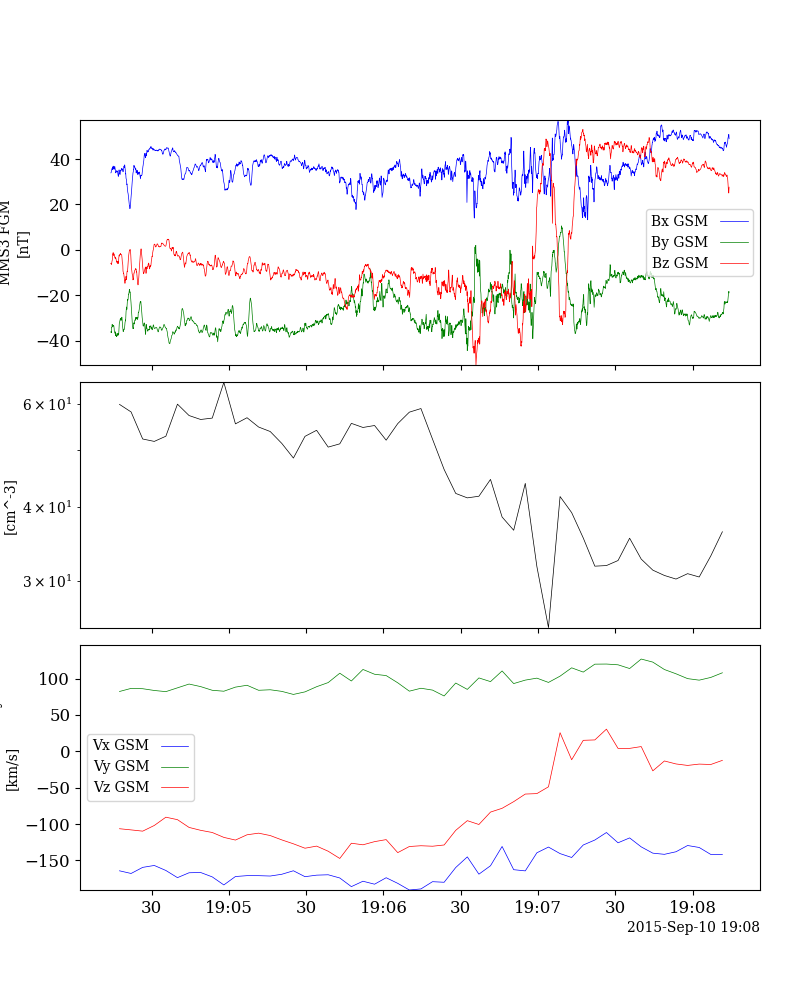 40
20
0
−20
−40
MMS3 FGM
[nT]
Bx GSM
By GSM
Bz GSM
6 × 10¹
4 × 10¹
3 × 10¹
[cm^-3]
100
50
0
−50
−100
−150
[km/s]
Vx GSM
Vy GSM
Vz GSM
30 19:05 30 19:06 30 19:07 30 19:08
2015-Sep-10 19:08